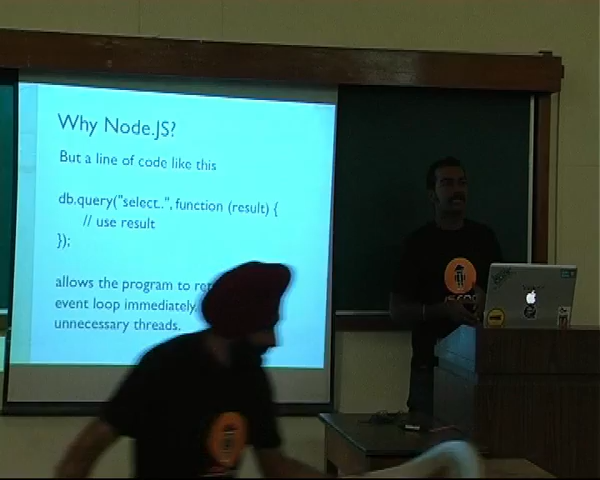 Why Node.JS?
But a line of code like this
db.query("select..", function (result) {
// use result
});
allows the program to
event loop immediately
unnecessary threads.